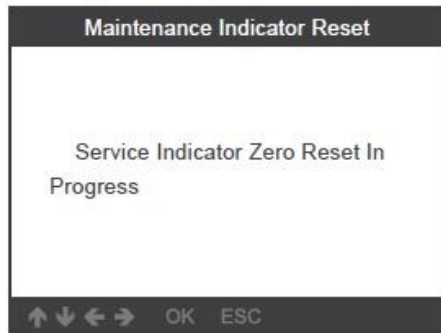 Maintenance Indicator Reset
Service Indicator Zero Reset In
Progress
OK ESC